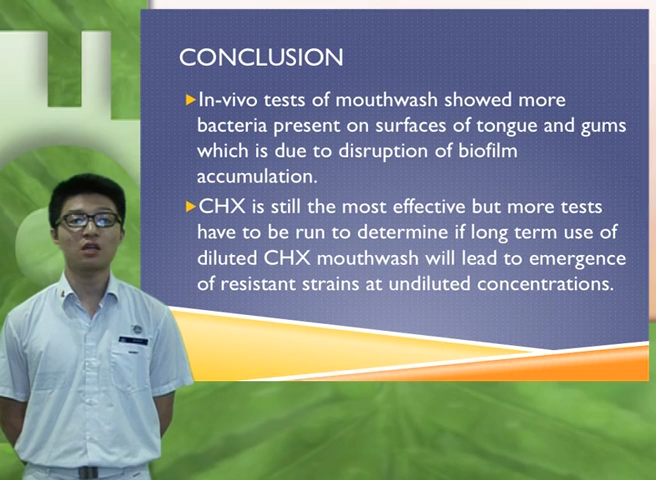 CONCLUSION
In-vivo tests of mouthwash showed more
bacteria present on surfaces of tongue and gums
which is due to disruption of biofilm
accumulation.
CHX is still the most effective but more tests
have to be run to determine if long term use of
diluted CHX mouthwash will lead to emergence
of resistant strains at undiluted concentrations.